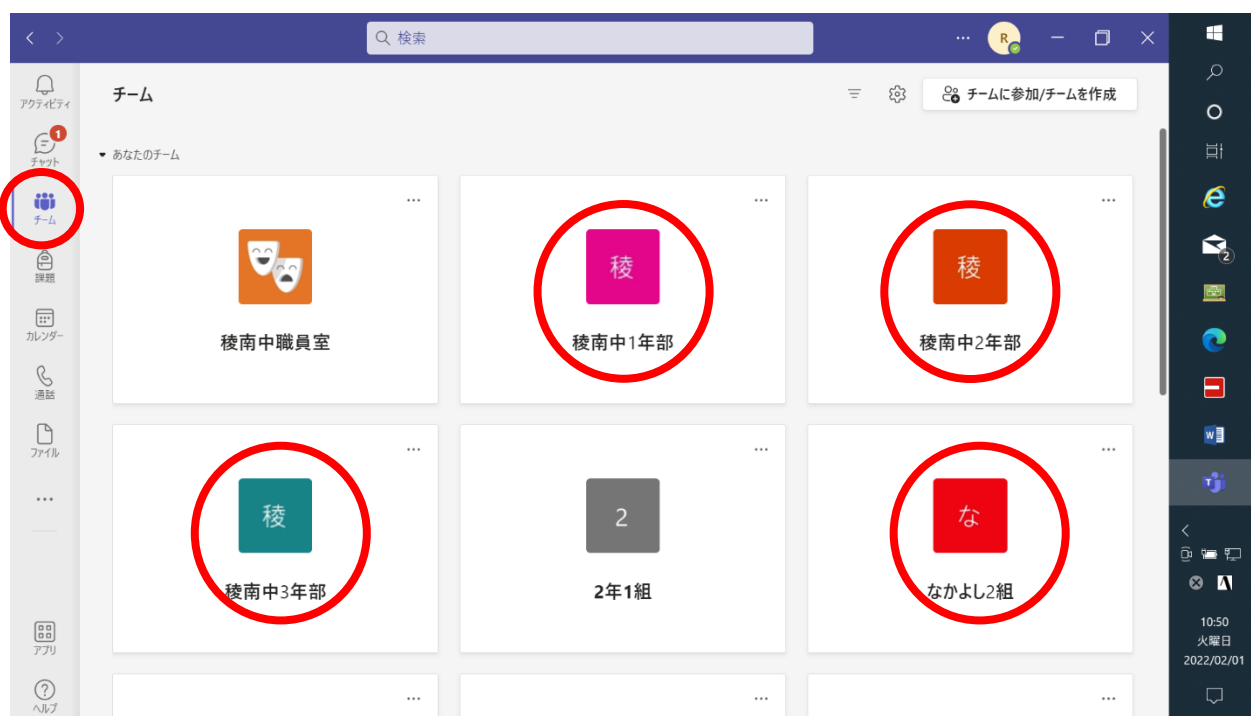 検索
R
アクティビティ
チーム
チームに参加/チームを作成
1
チャット
あなたのチーム
チーム
課題
カレンダー
通話
ファイル
稜
稜
稜南中職員室
稜南中1年部
稜南中2年部
稜
2
な
稜南中3年部
2年1組
なかよし2組
アプリ
ヘルプ
2
W
T
10:50
火曜日
2022/02/01